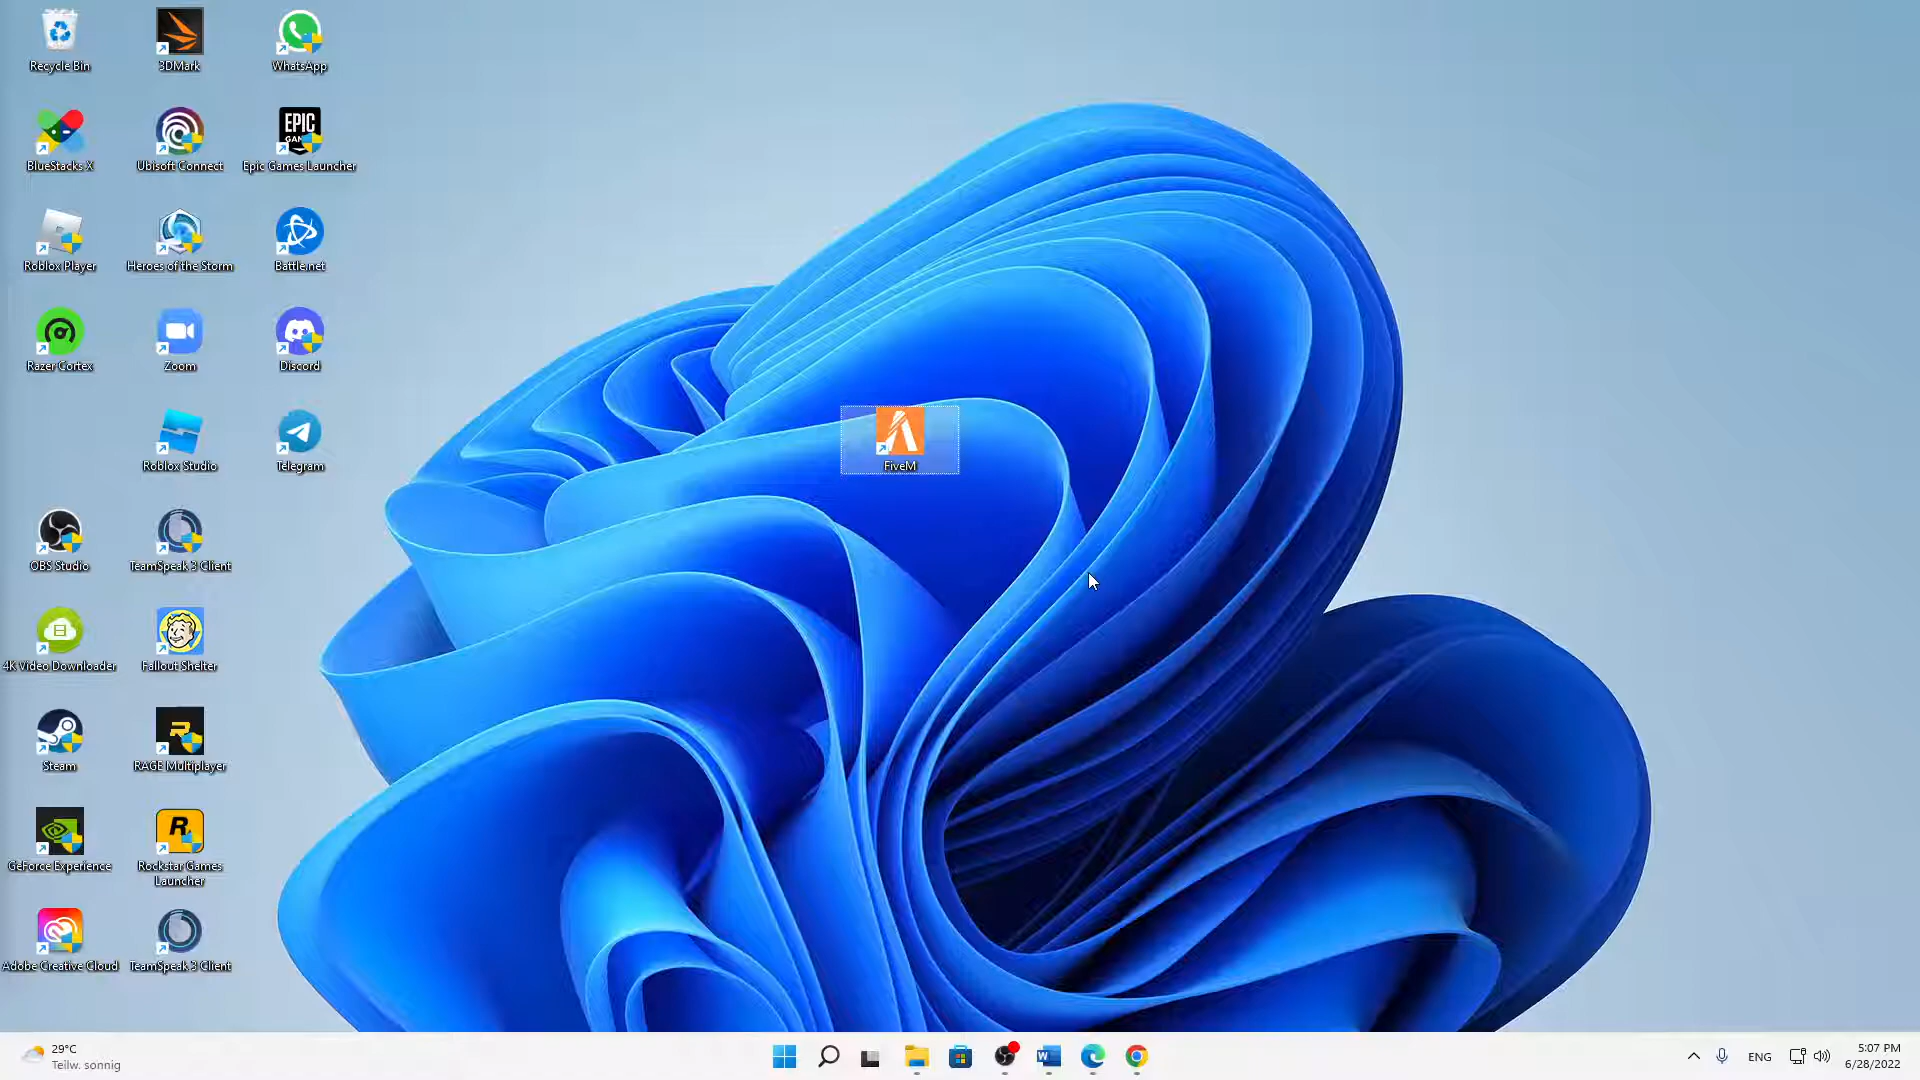 Recycle Bin
3DMark
WhatsApp
BlueStacks X
Ubisoft Connect
EPIC
GAMES
Epic Games Launcher
Roblox Player
Heroes of the Storm
Battle.net
Razer Cortex
Zoom
Discord
Roblox Studio
Telegram
FiveM
OBS Studio
TeamSpeak 3 Client
4K Video Downloader
Fallout Shelter
Steam
RAGE Multiplayer
GeForce Experience
Rockstar Games
Launcher
Adobe Creative Cloud
TeamSpeak 3 Client
29°C
Teilw. sonnig
ENG
5:07 PM
6/28/2022